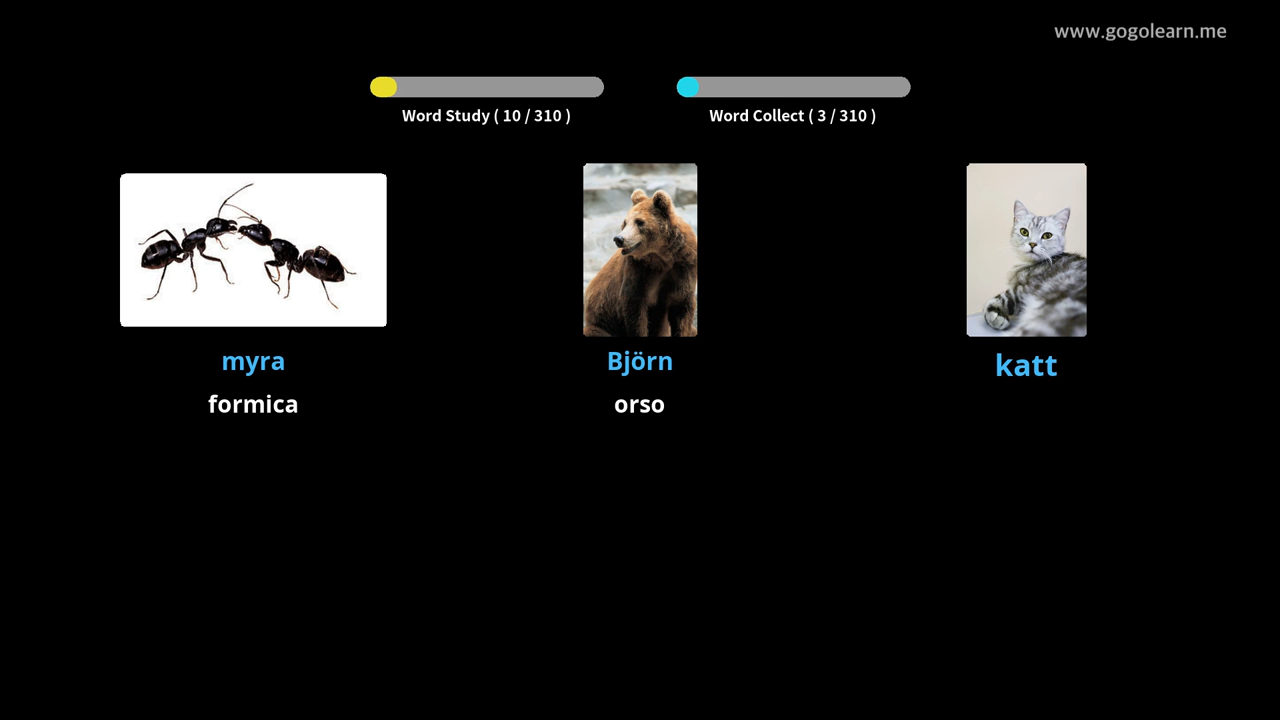 www.gogolearn.me
Word Study ( 10 / 310 )
Word Collect ( 3 / 310 )
myra
Björn
katt
formica
orso